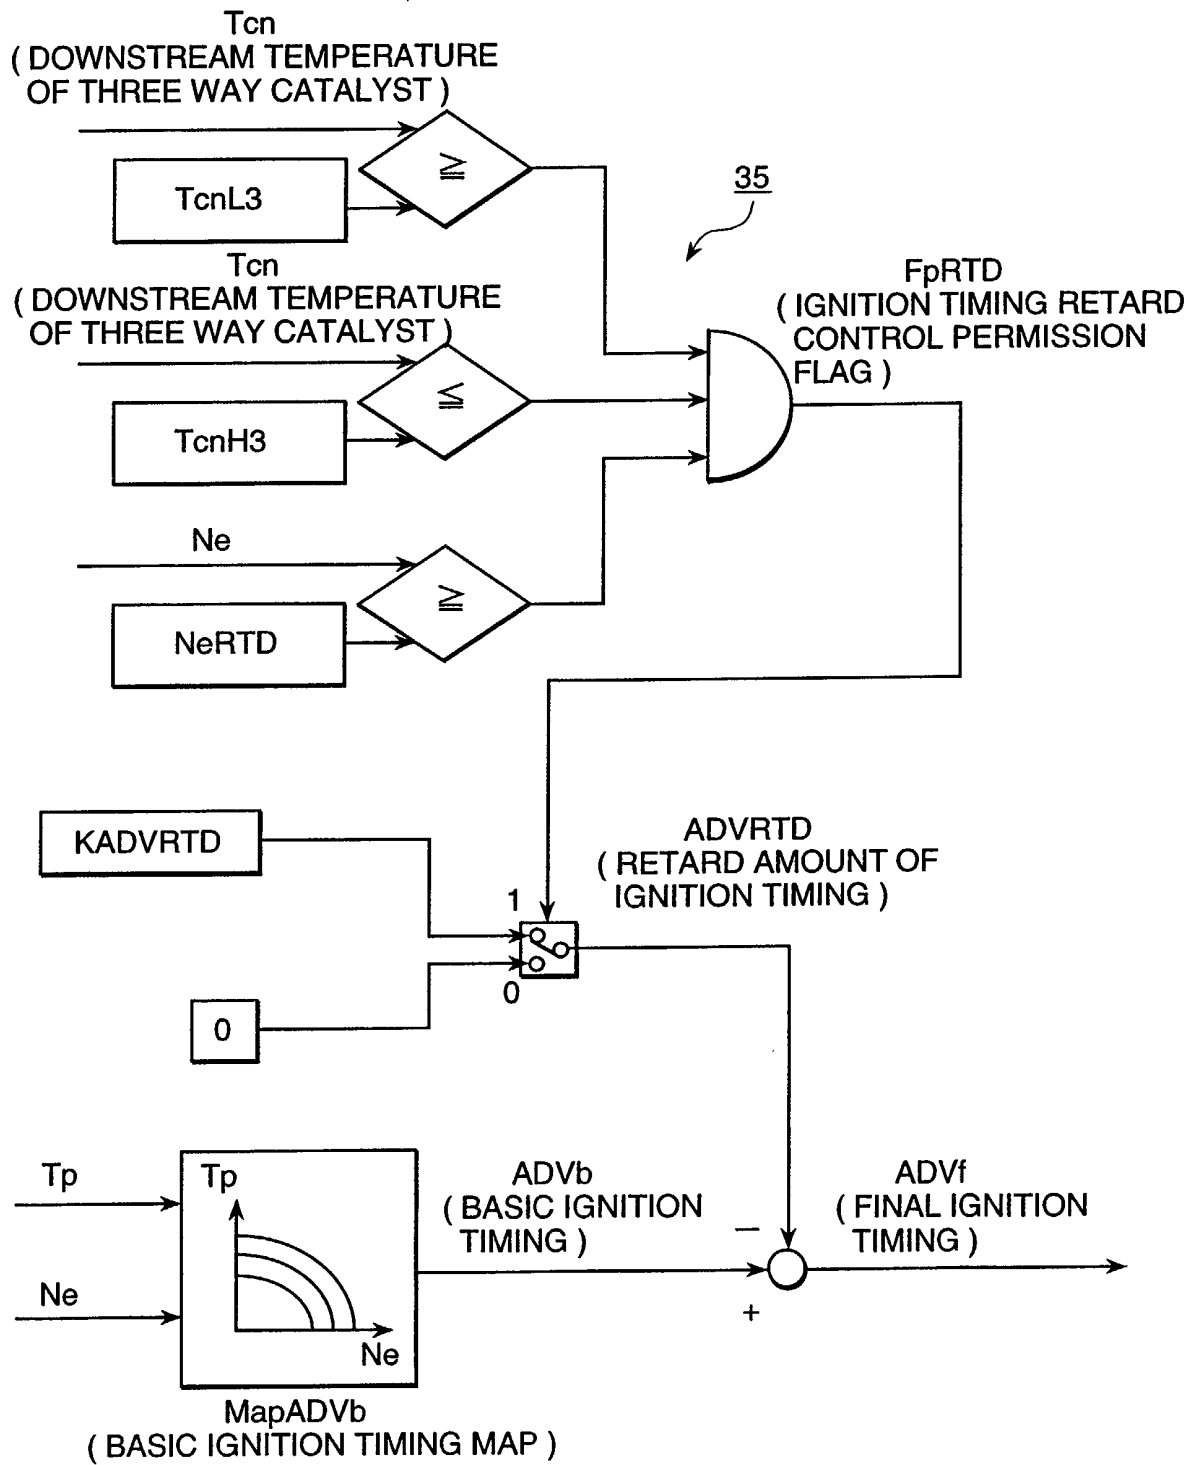 Tcn
( DOWNSTREAM TEMPERATURE
OF THREE WAY CATALYST )
≧
TcnL3
35
Tcn
( DOWNSTREAM TEMPERATURE
OF THREE WAY CATALYST )
≦
TcnH3
FpRTD
( IGNITION TIMING RETARD
CONTROL PERMISSION
FLAG )
Ne
≧
NeRTD
KADVRTD
ADVRTD
( RETARD AMOUNT OF
IGNITION TIMING )
1
0
0
Tp
Ne
Tp
Ne
MapADVb
( BASIC IGNITION TIMING MAP )
ADVb
( BASIC IGNITION
TIMING )
−
+
ADVf
( FINAL IGNITION
TIMING )